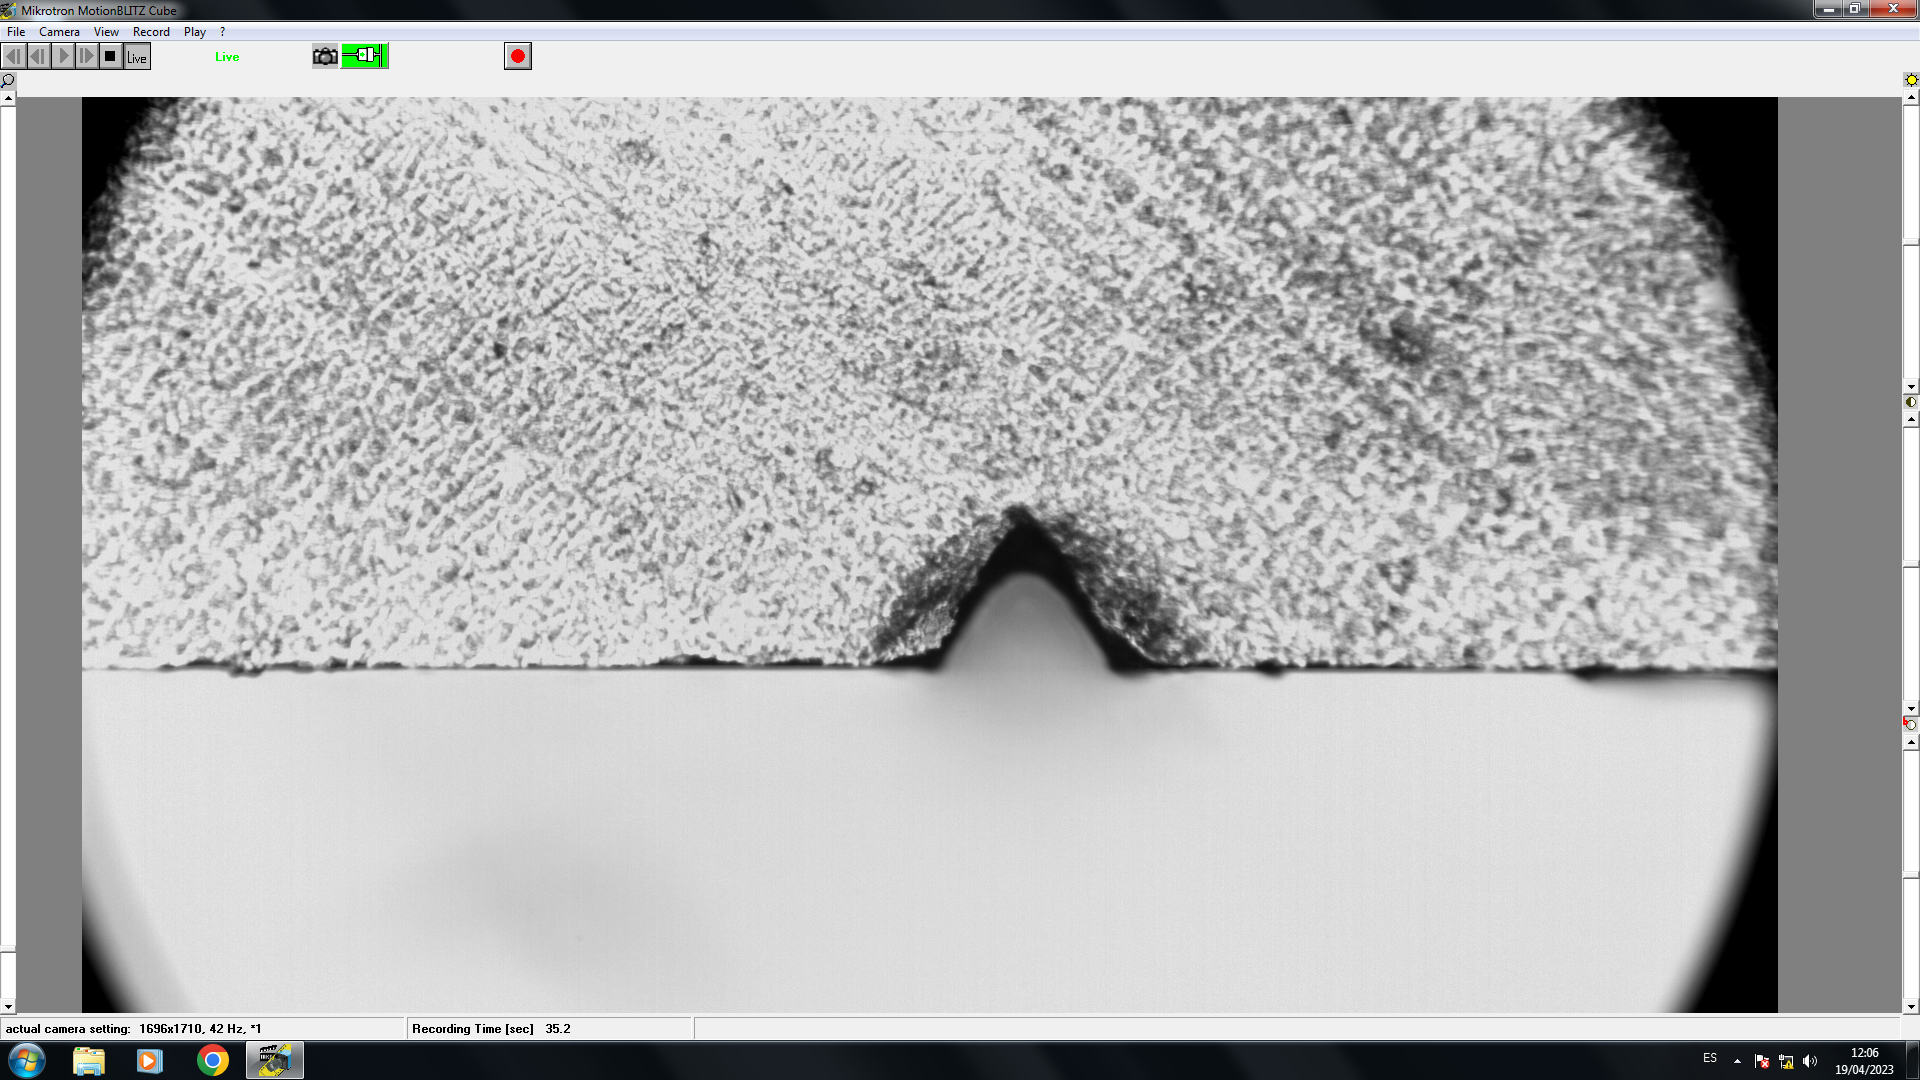 Mikrotron MotionBLITZ Cube
File Camera View Record Play ?
Live Live
actual camera setting: 1696x1710, 42 Hz, *1 Recording Time [sec] 35.2
ES 12:06
19/04/2023